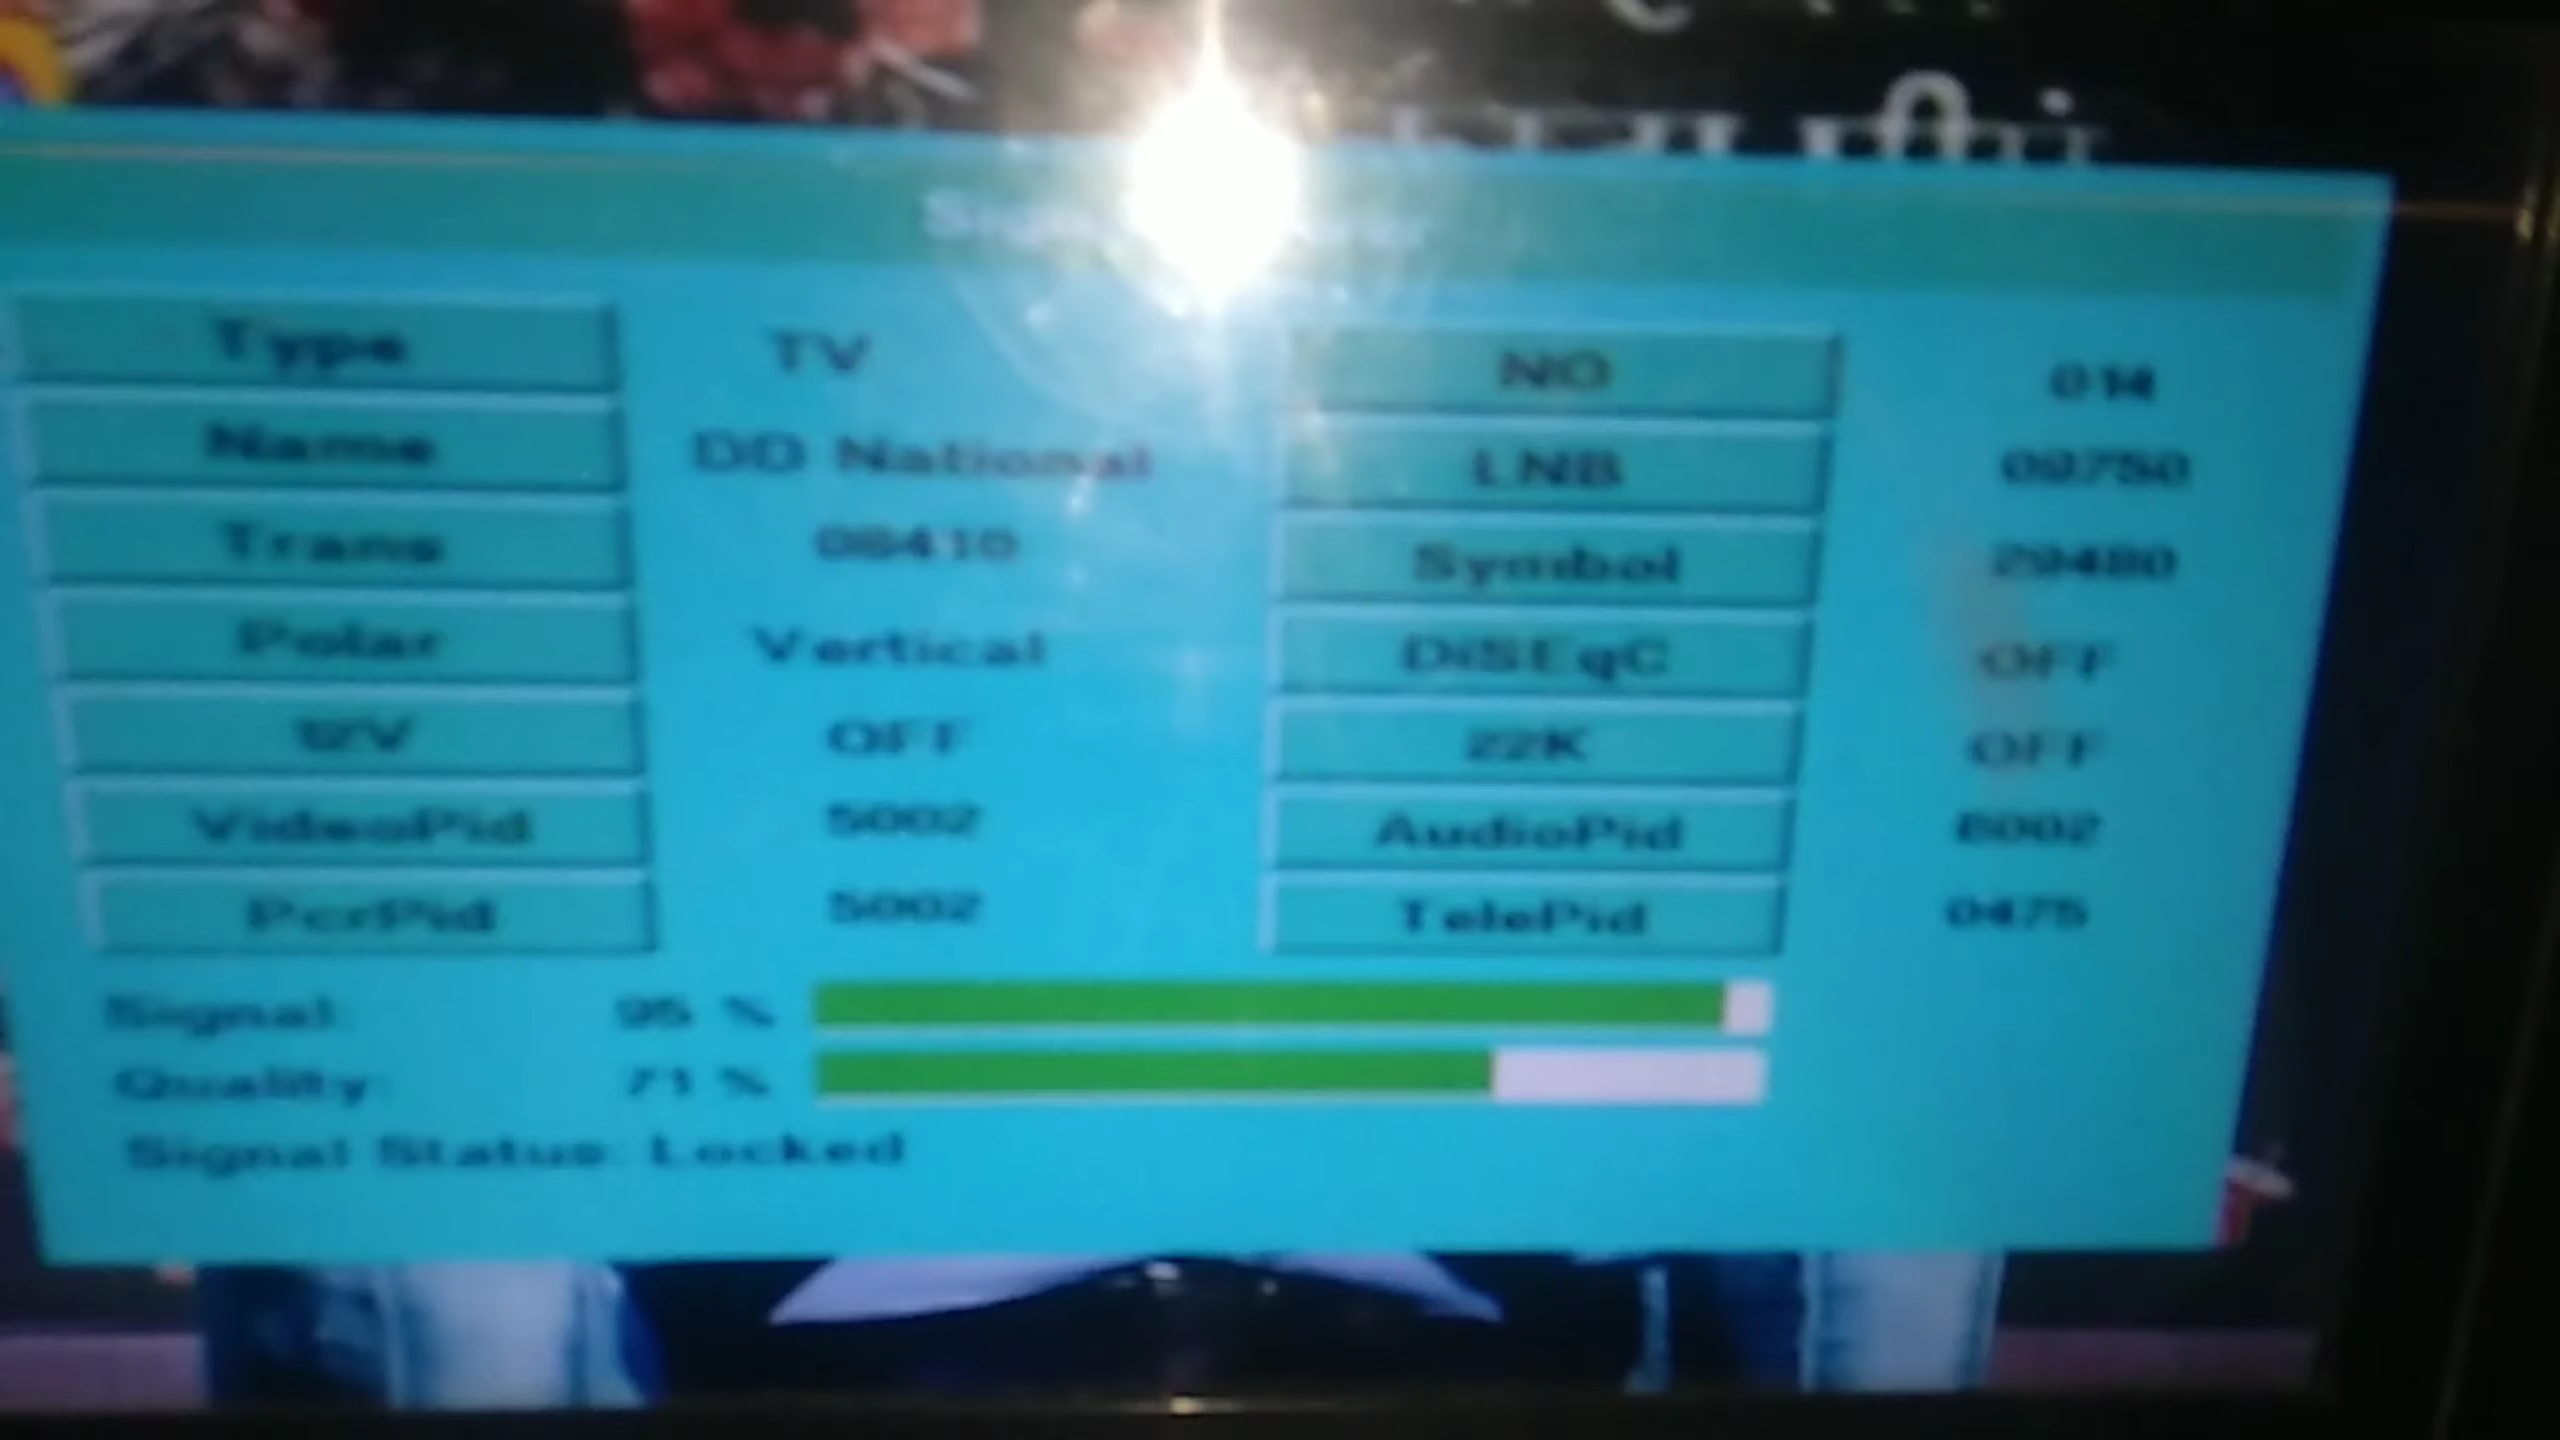 Type TV NO 014
Name DD National LNB 09750
Trans 08410 Symbol 29480
Polar Vertical DiSEqC OFF
12V OFF 22K OFF
VideoPid 5002 AudioPid
PcrPid 5002 TelePid 0475
Signal: 95 %
Quality: 71 %
Signal Status: Locked